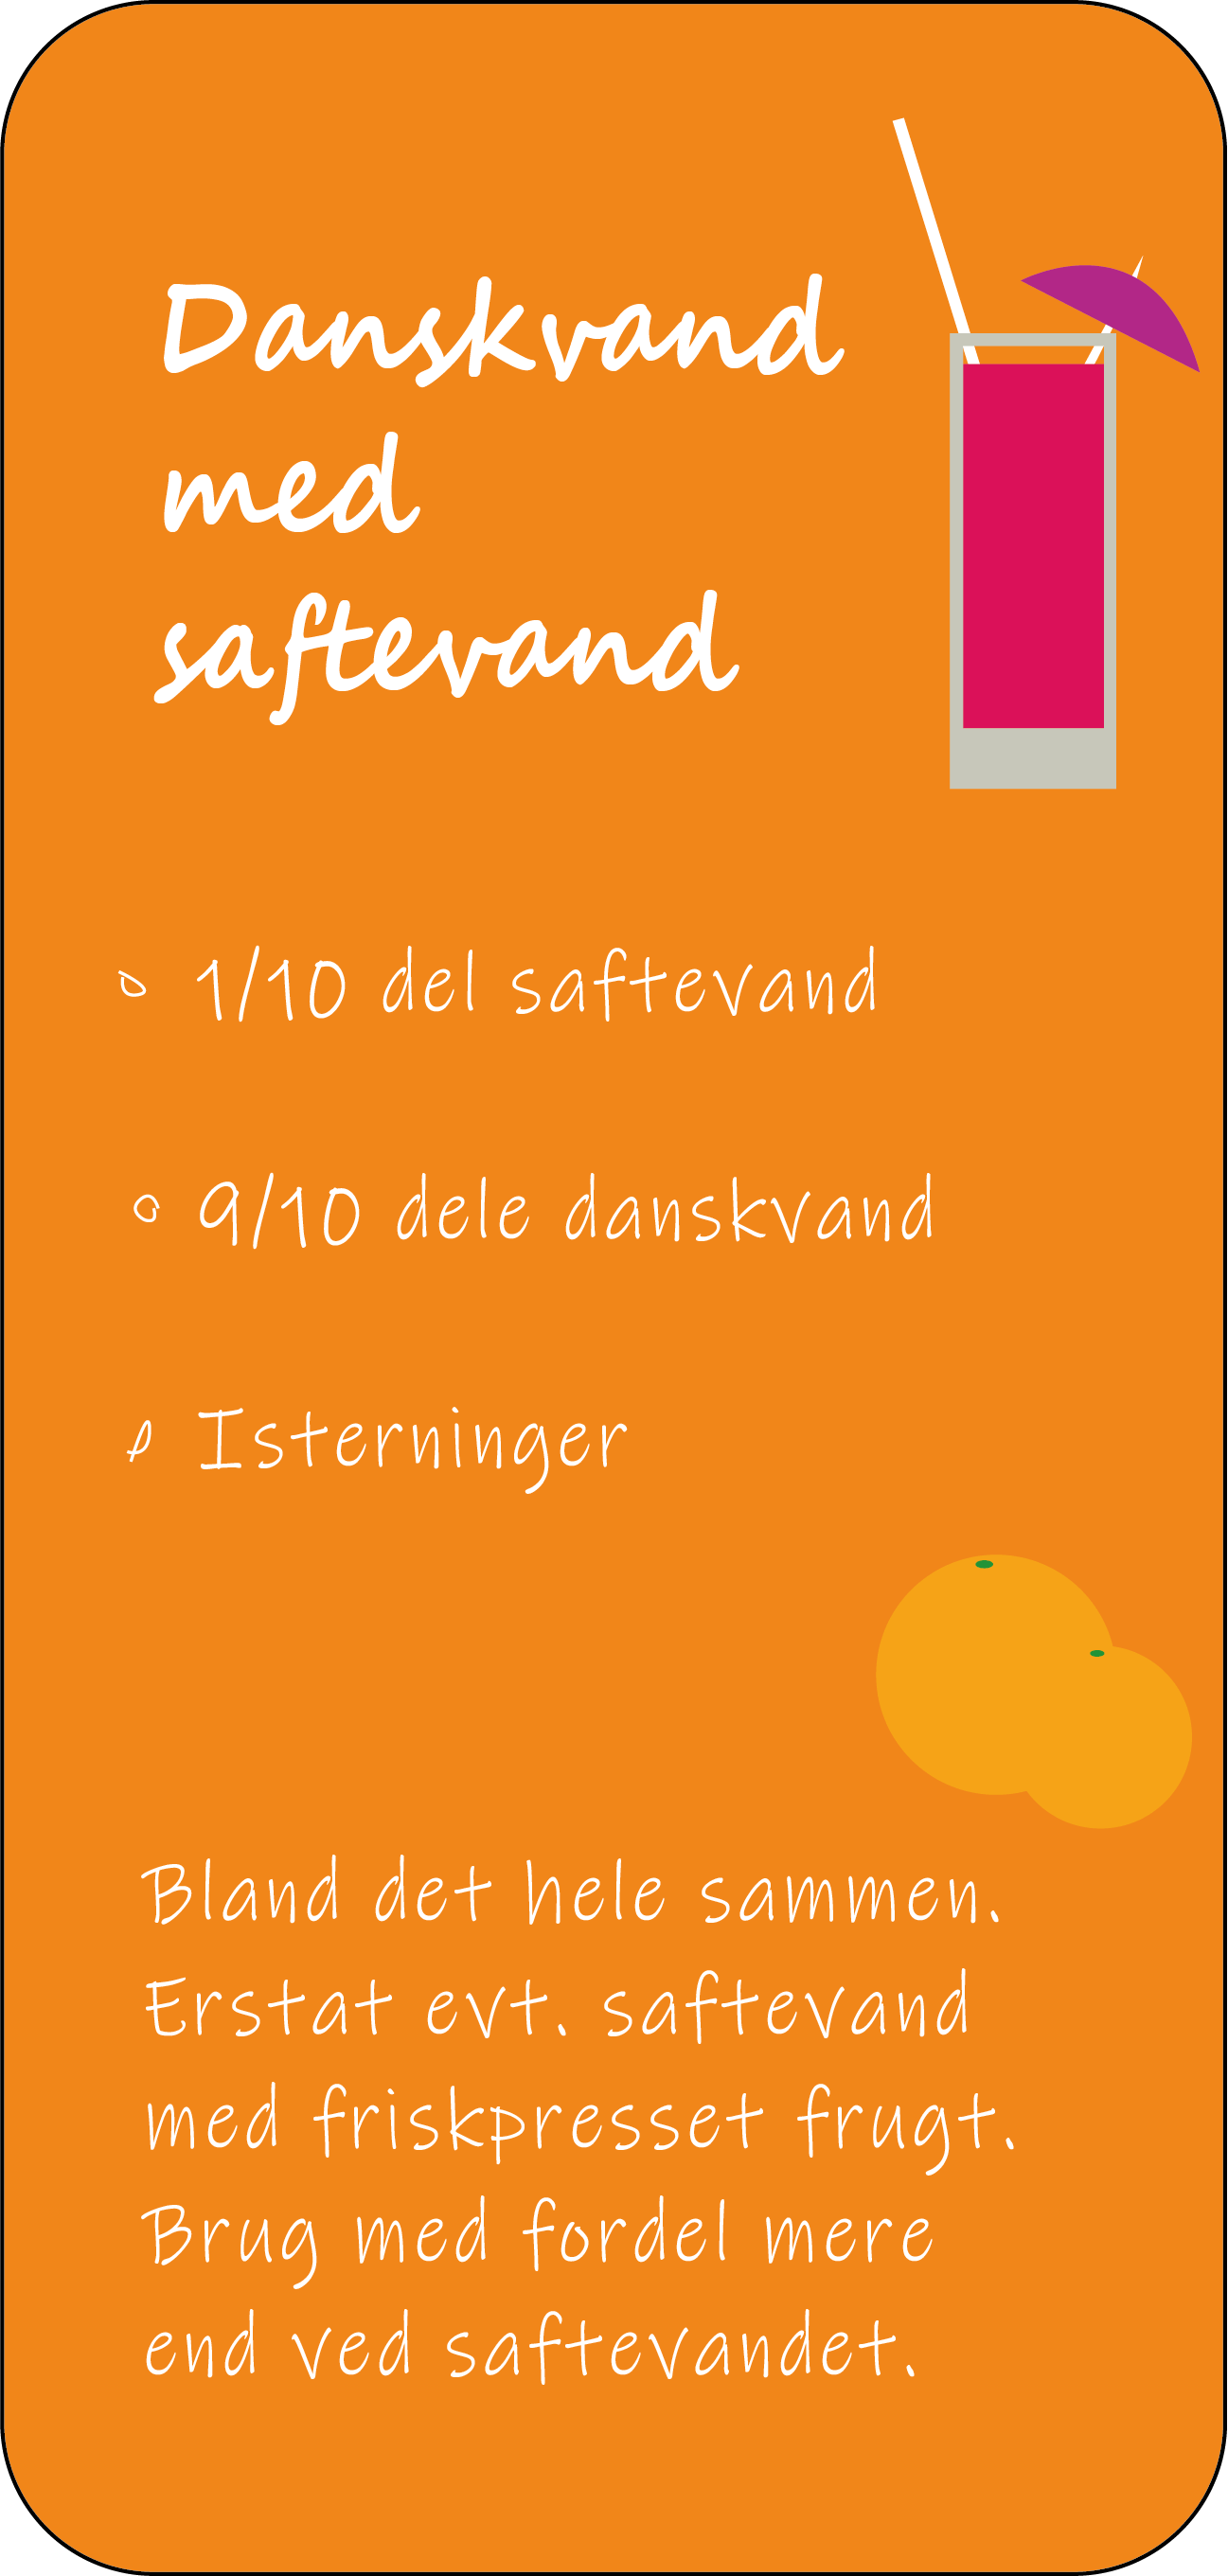 Danskvand
med
saftevand
1/10 del saftevand
9/10 dele danskvand
Isterninger
Bland det hele sammen.
Erstat evt. saftevand
med friskpresset frugt.
Brug med fordel mere
end ved saftevandet.